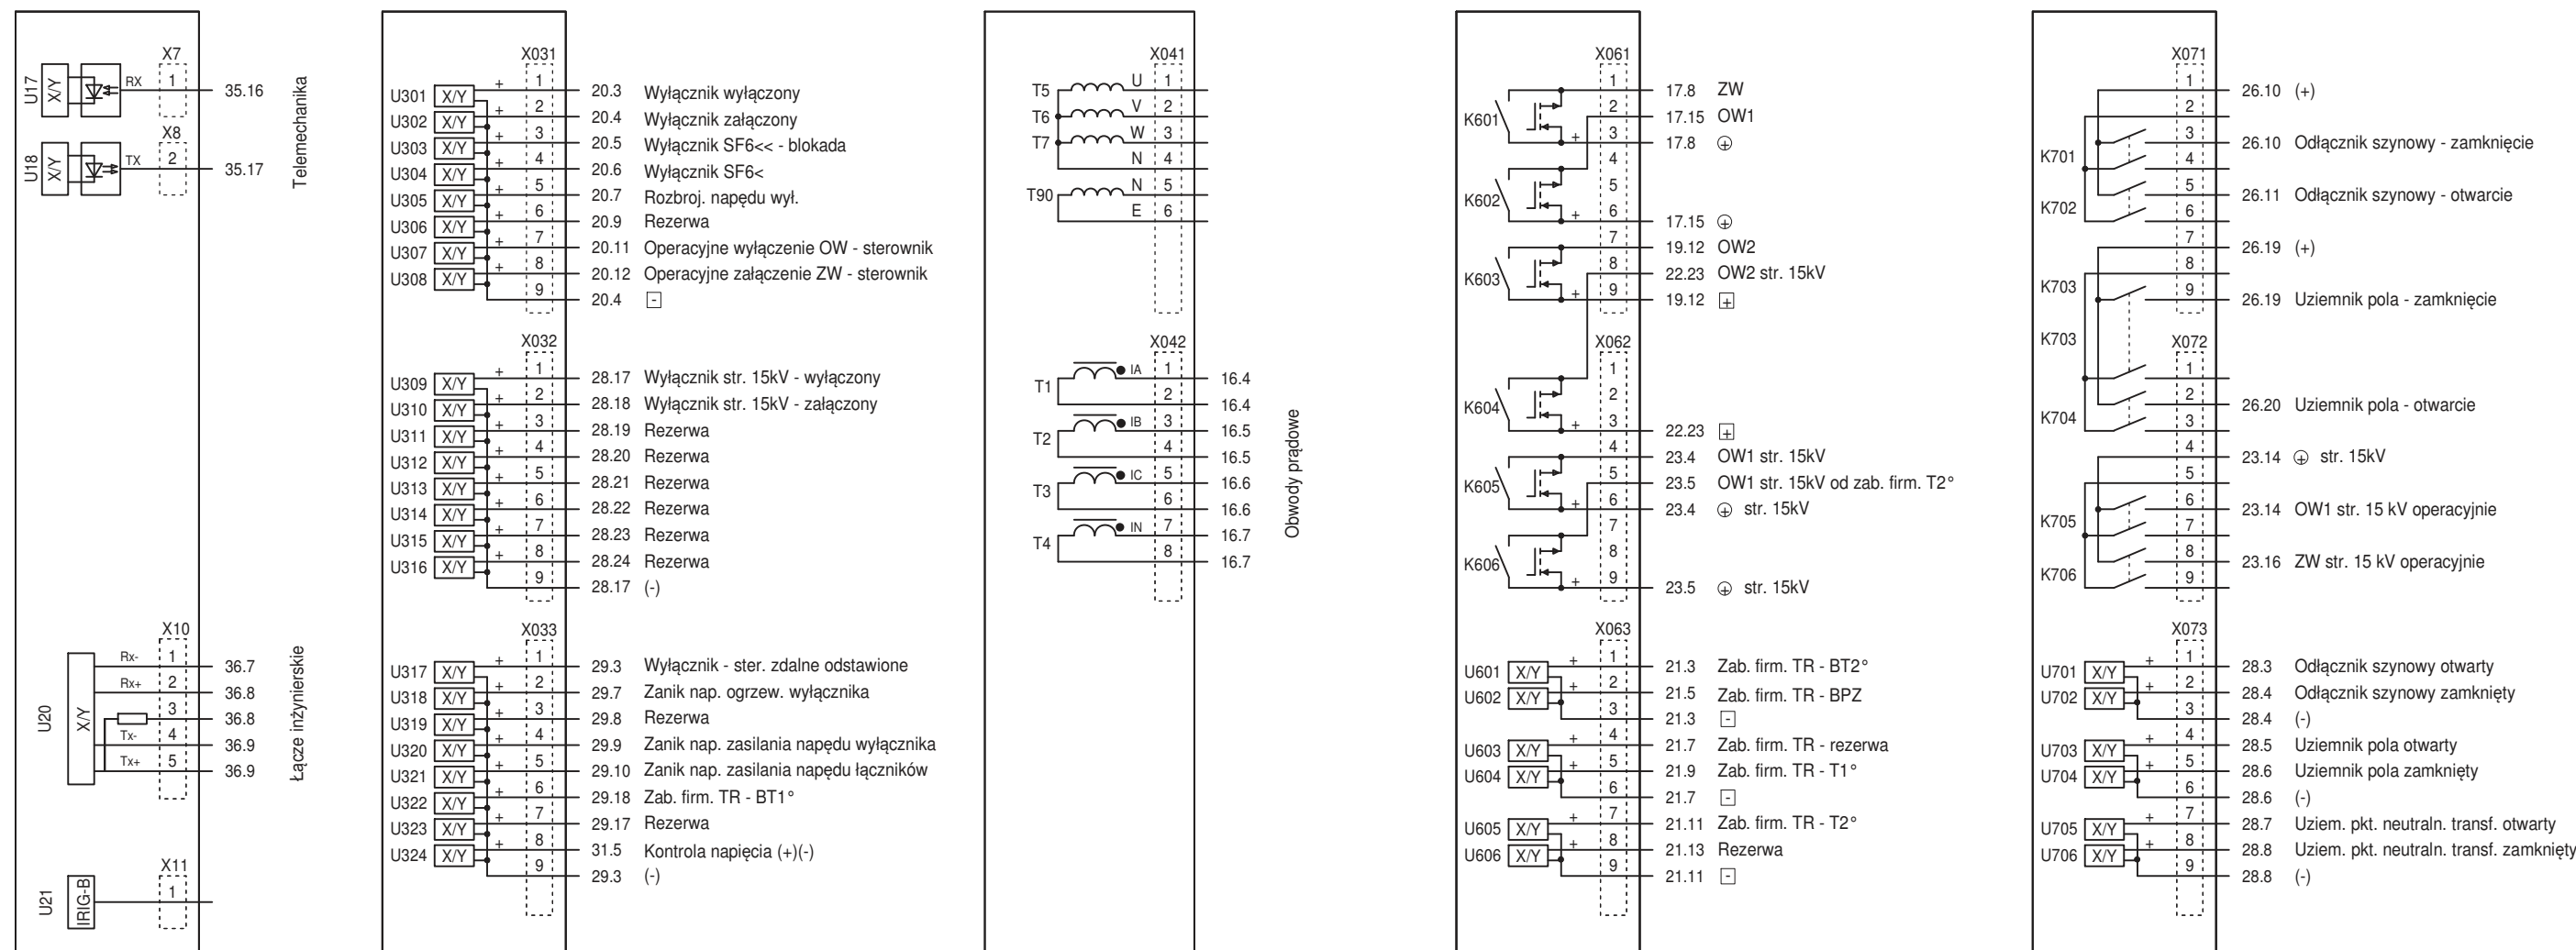 X7
U17 X/Y RX 1 35.16
X8
U18 X/Y TX 2 35.17
Telemechanika
X10
U20 X/Y
Rx- 1 36.7
Rx+ 2 36.8
3 36.8
Tx- 4 36.9
Tx+ 5 36.9
Łącze inżynierskie
X11
U21 IRIG-B 1
X031
U301 X/Y + 1 20.3 Wyłącznik wyłączony
U302 X/Y + 2 20.4 Wyłącznik załączony
U303 X/Y + 3 20.5 Wyłącznik SF6<< - blokada
U304 X/Y + 4 20.6 Wyłącznik SF6<
U305 X/Y + 5 20.7 Rozbroj. napędu wył.
U306 X/Y + 6 20.9 Rezerwa
U307 X/Y + 7 20.11 Operacyjne wyłączenie OW - sterownik
U308 X/Y + 8 20.12 Operacyjne załączenie ZW - sterownik
9 20.4 -
X032
U309 X/Y + 1 28.17 Wyłącznik str. 15kV - wyłączony
U310 X/Y + 2 28.18 Wyłącznik str. 15kV - załączony
U311 X/Y + 3 28.19 Rezerwa
U312 X/Y + 4 28.20 Rezerwa
U313 X/Y + 5 28.21 Rezerwa
U314 X/Y + 6 28.22 Rezerwa
U315 X/Y + 7 28.23 Rezerwa
U316 X/Y + 8 28.24 Rezerwa
9 28.17 (-)
X033
U317 X/Y + 1 29.3 Wyłącznik - ster. zdalne odstawione
U318 X/Y + 2 29.7 Zanik nap. ogrzew. wyłącznika
U319 X/Y + 3 29.8 Rezerwa
U320 X/Y + 4 29.9 Zanik nap. zasilania napędu wyłącznika
U321 X/Y + 5 29.10 Zanik nap. zasilania napędu łączników
U322 X/Y + 6 29.18 Zab. firm. TR - BT1°
U323 X/Y + 7 29.17 Rezerwa
U324 X/Y + 8 31.5 Kontrola napięcia (+)(-)
9 29.3 (-)
X041
T5 U 1
T6 V 2
T7 W 3
N 4
T90 N 5
E 6
X042
T1 IA 1 16.4
2 16.4
T2 IB 3 16.5
4 16.5
T3 IC 5 16.6
6 16.6
T4 IN 7 16.7
8 16.7
Obwody prądowe
X061
1 17.8 ZW
K601 2 17.15 OW1
+ 3 17.8 +
4
K602 5
+ 6 17.15 +
7 19.12 OW2
K603 8 22.23 OW2 str. 15kV
+ 9 19.12 +
X062
1
K604 2
+ 3 22.23 +
4 23.4 OW1 str. 15kV
K605 5 23.5 OW1 str. 15kV od zab. firm. T2°
+ 6 23.4 + str. 15kV
7
K606 8
+ 9 23.5 + str. 15kV
X063
U601 X/Y + 1 21.3 Zab. firm. TR - BT2°
U602 X/Y + 2 21.5 Zab. firm. TR - BPZ
3 21.3 -
U603 X/Y + 4 21.7 Zab. firm. TR - rezerwa
U604 X/Y + 5 21.9 Zab. firm. TR - T1°
6 21.7 -
U605 X/Y + 7 21.11 Zab. firm. TR - T2°
U606 X/Y + 8 21.13 Rezerwa
9 21.11 -
X071
1 26.10 (+)
2
3 26.10 Odłącznik szynowy - zamknięcie
K701 4
5 26.11 Odłącznik szynowy - otwarcie
K702 6
7 26.19 (+)
8
K703 9 26.19 Uziemnik pola - zamknięcie
K703
X072
1
2 26.20 Uziemnik pola - otwarcie
K704 3
4 23.14 + str. 15kV
5
6 23.14 OW1 str. 15 kV operacyjnie
K705 7
8 23.16 ZW str. 15 kV operacyjnie
K706 9
X073
U701 X/Y + 1 28.3 Odłącznik szynowy otwarty
U702 X/Y + 2 28.4 Odłącznik szynowy zamknięty
3 28.4 (-)
U703 X/Y + 4 28.5 Uziemnik pola otwarty
U704 X/Y + 5 28.6 Uziemnik pola zamknięty
6 28.6 (-)
U705 X/Y + 7 28.7 Uziem. pkt. neutraln. transf. otwarty
U706 X/Y + 8 28.8 Uziem. pkt. neutraln. transf. zamknięty
9 28.8 (-)